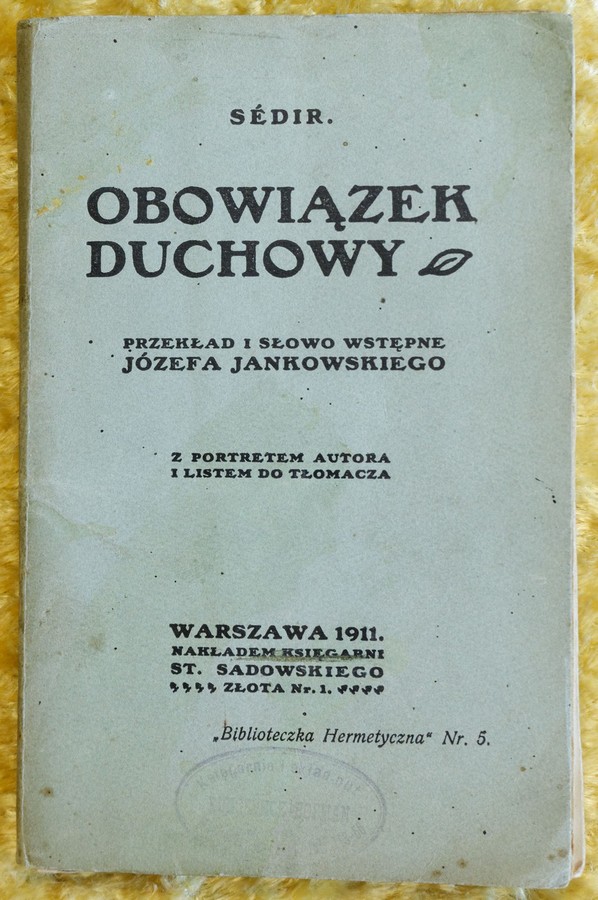 SÉDIR.
OBOWIĄZEK
DUCHOWY
PRZEKŁAD I SŁOWO WSTĘPNE
JÓZEFA JANKOWSKIEGO
Z PORTRETEM AUTORA
I LISTEM DO TŁOMACZA
WARSZAWA 1911.
NAKŁADEM KSIĘGARNI
ST. SADOWSKIEGO
ZŁOTA Nr. 1.
„Biblioteczka Hermetyczna“ Nr. 5.